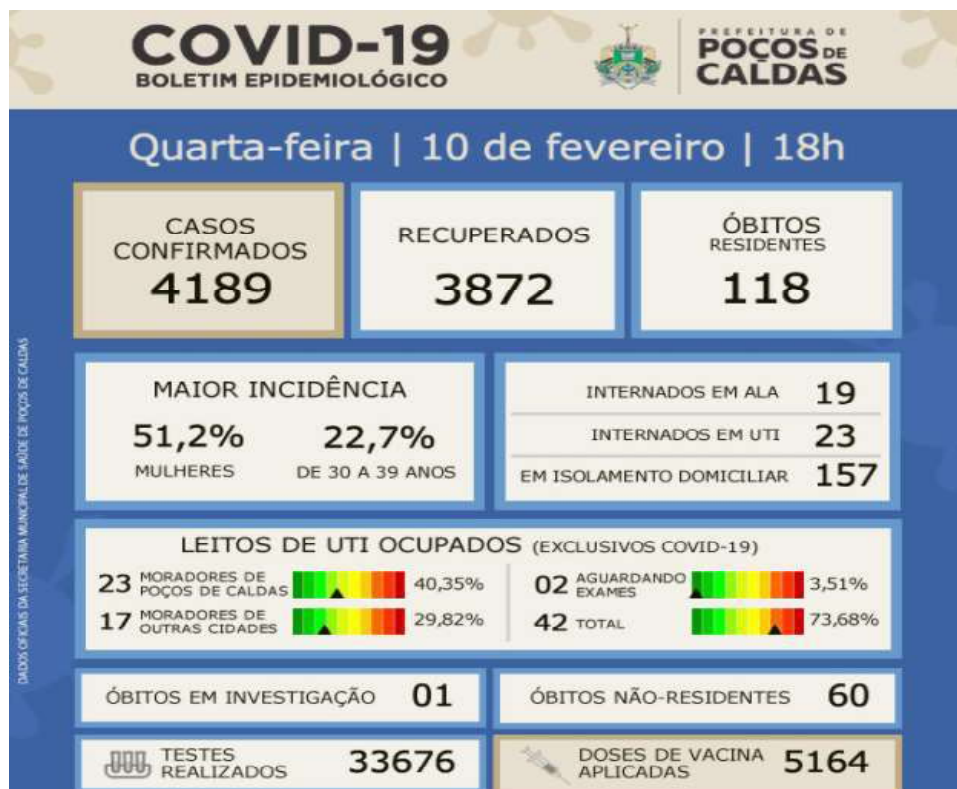 COVID-19
BOLETIM EPIDEMIOLÓGICO
PREFEITURA DE
POÇOS DE
CALDAS
Quarta-feira | 10 de fevereiro | 18h
CASOS
CONFIRMADOS
4189
RECUPERADOS
3872
ÓBITOS
RESIDENTES
118
MAIOR INCIDÊNCIA
51,2%
MULHERES
22,7%
DE 30 A 39 ANOS
INTERNADOS EM ALA 19
INTERNADOS EM UTI 23
EM ISOLAMENTO DOMICILIAR 157
LEITOS DE UTI OCUPADOS (EXCLUSIVOS COVID-19)
23 MORADORES DE
POÇOS DE CALDAS 40,35%
17 MORADORES DE
OUTRAS CIDADES 29,82%
02 AGUARDANDO
EXAMES 3,51%
42 TOTAL 73,68%
ÓBITOS EM INVESTIGAÇÃO 01
ÓBITOS NÃO-RESIDENTES 60
TESTES
REALIZADOS 33676
DOSES DE VACINA
APLICADAS 5164
DADOS OFICIAIS DA SECRETARIA MUNICIPAL DE SAÚDE DE POÇOS DE CALDAS